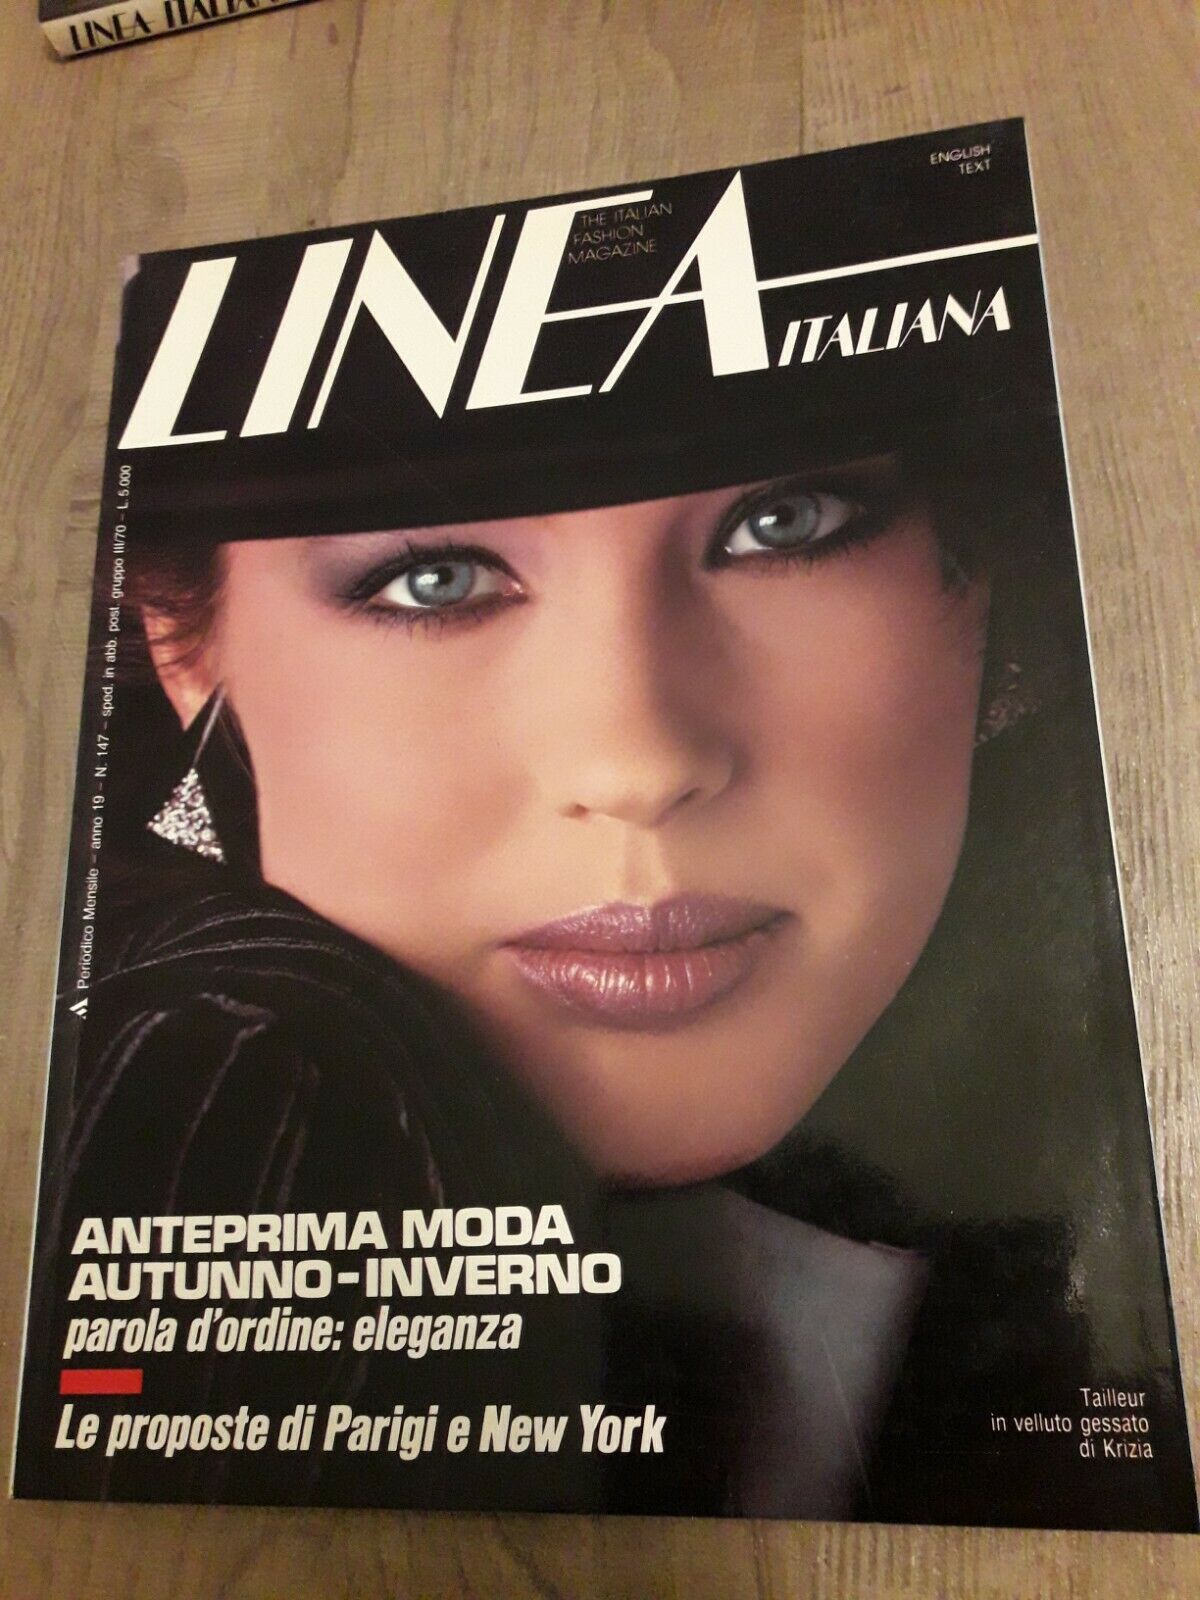 LINEA ITALIANA
ENGLISH
TEXT
THE ITALIAN
FASHION
MAGAZINE
LINEA
ITALIANA
Periodico Mensile – anno 19 – N. 147 – sped. in abb. post. gruppo III/70 – L. 5.000
ANTEPRIMA MODA
AUTUNNO-INVERNO
parola d'ordine: eleganza
Le proposte di Parigi e New York
Tailleur
in velluto gessato
di Krizia